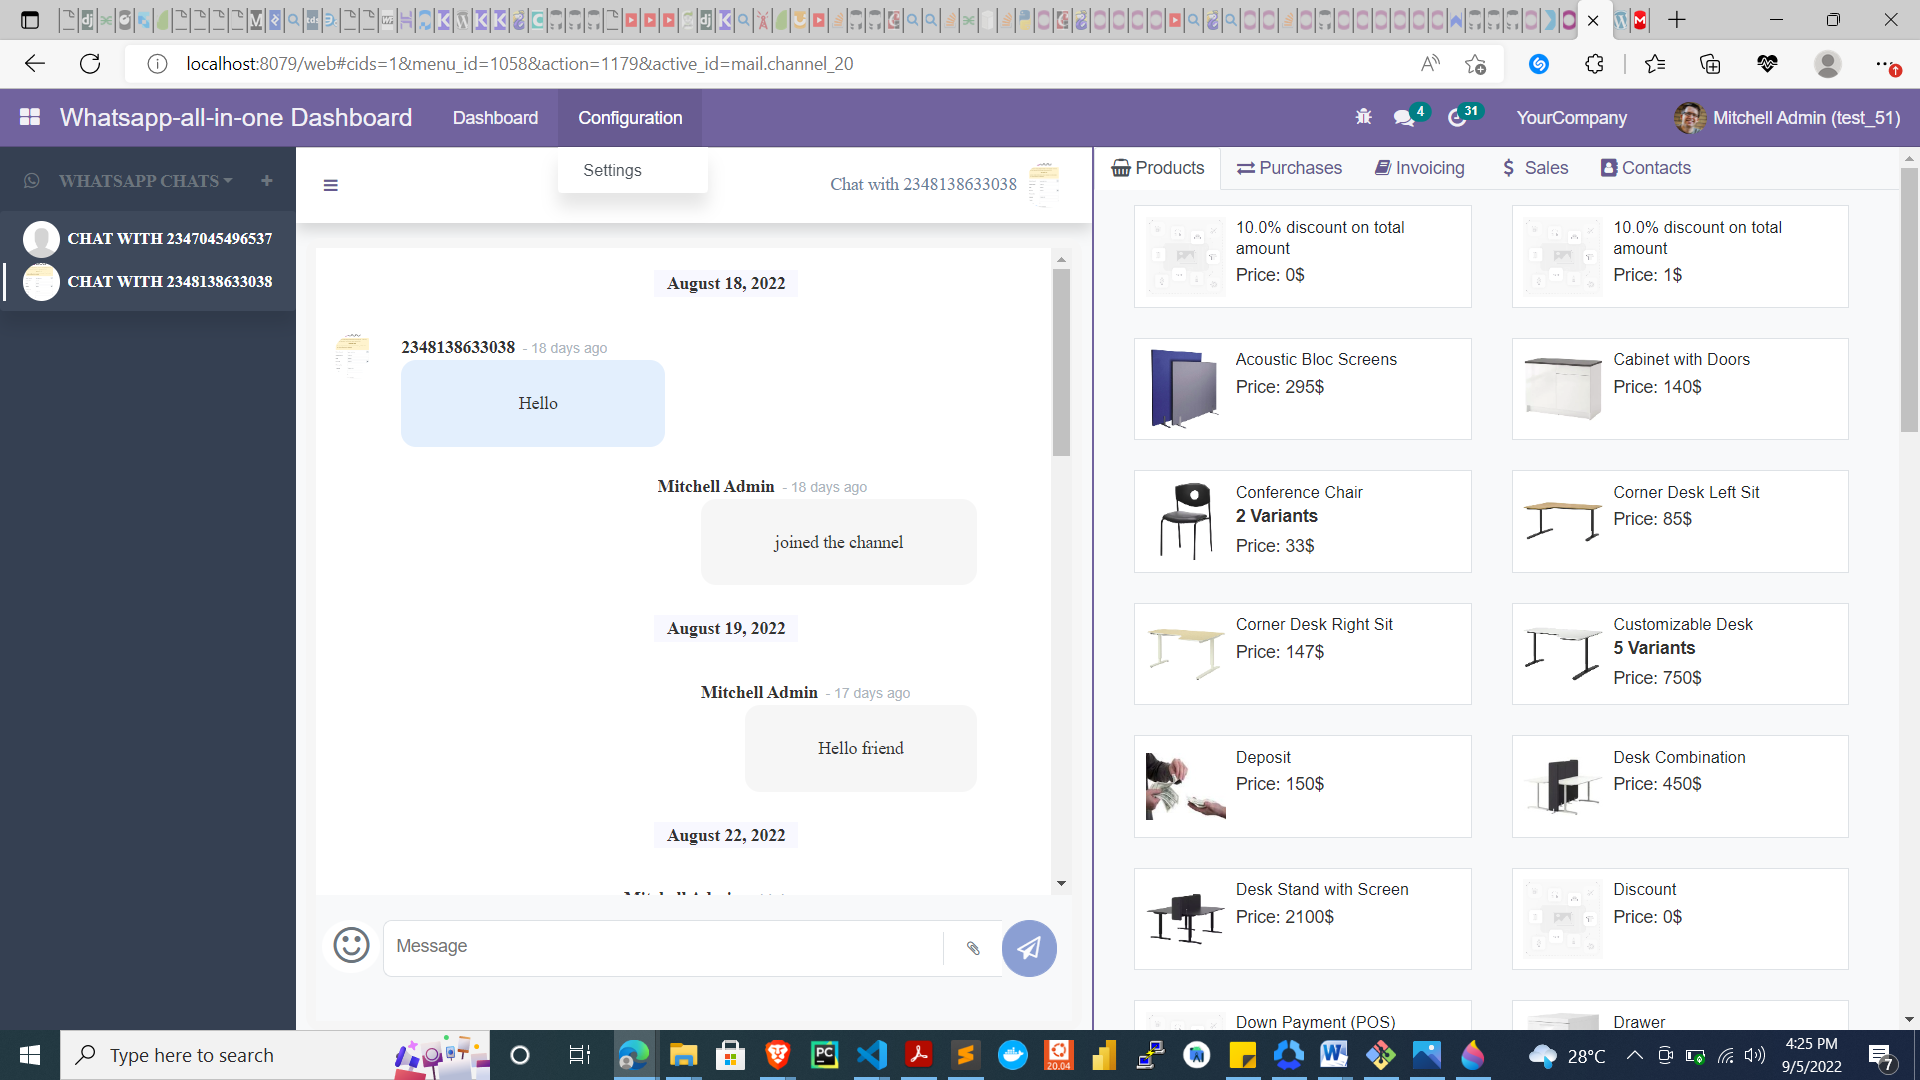 localhost:8079/web#cids=1&menu_id=1058&action=1179&active_id=mail.channel_20
Whatsapp-all-in-one Dashboard
Dashboard
Configuration
4
31
YourCompany
Mitchell Admin (test_51)
Settings
WHATSAPP CHATS
CHAT WITH 2347045496537
CHAT WITH 2348138633038
Chat with 2348138633038
August 18, 2022
2348138633038 - 18 days ago
Hello
Mitchell Admin - 18 days ago
joined the channel
August 19, 2022
Mitchell Admin - 17 days ago
Hello friend
August 22, 2022
Message
Products
Purchases
Invoicing
Sales
Contacts
10.0% discount on total
amount
Price: 0$
10.0% discount on total
amount
Price: 1$
Acoustic Bloc Screens
Price: 295$
Cabinet with Doors
Price: 140$
Conference Chair
2 Variants
Price: 33$
Corner Desk Left Sit
Price: 85$
Corner Desk Right Sit
Price: 147$
Customizable Desk
5 Variants
Price: 750$
Deposit
Price: 150$
Desk Combination
Price: 450$
Desk Stand with Screen
Price: 2100$
Discount
Price: 0$
Down Payment (POS)
Drawer
Type here to search
20.04
28°C
4:25 PM
9/5/2022
7